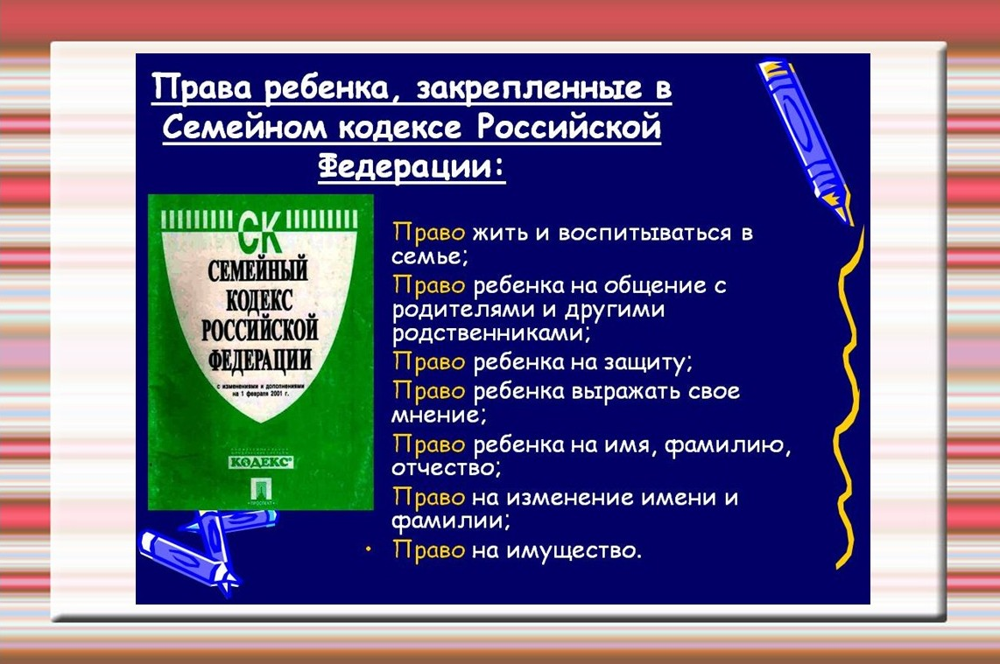 Права ребенка, закрепленные в
Семейном кодексе Российской
Федерации:
СК
СЕМЕЙНЫЙ
КОДЕКС
РОССИЙСКОЙ
ФЕДЕРАЦИИ
с изменениями и дополнениями
на 1 февраля 2001 г.
КОДЕКС
• ПРОСПЕКТ •
Право жить и воспитываться в
семье;
Право ребенка на общение с
родителями и другими
родственниками;
Право ребенка на защиту;
Право ребенка выражать свое
мнение;
Право ребенка на имя, фамилию,
отчество;
Право на изменение имени и
фамилии;
• Право на имущество.